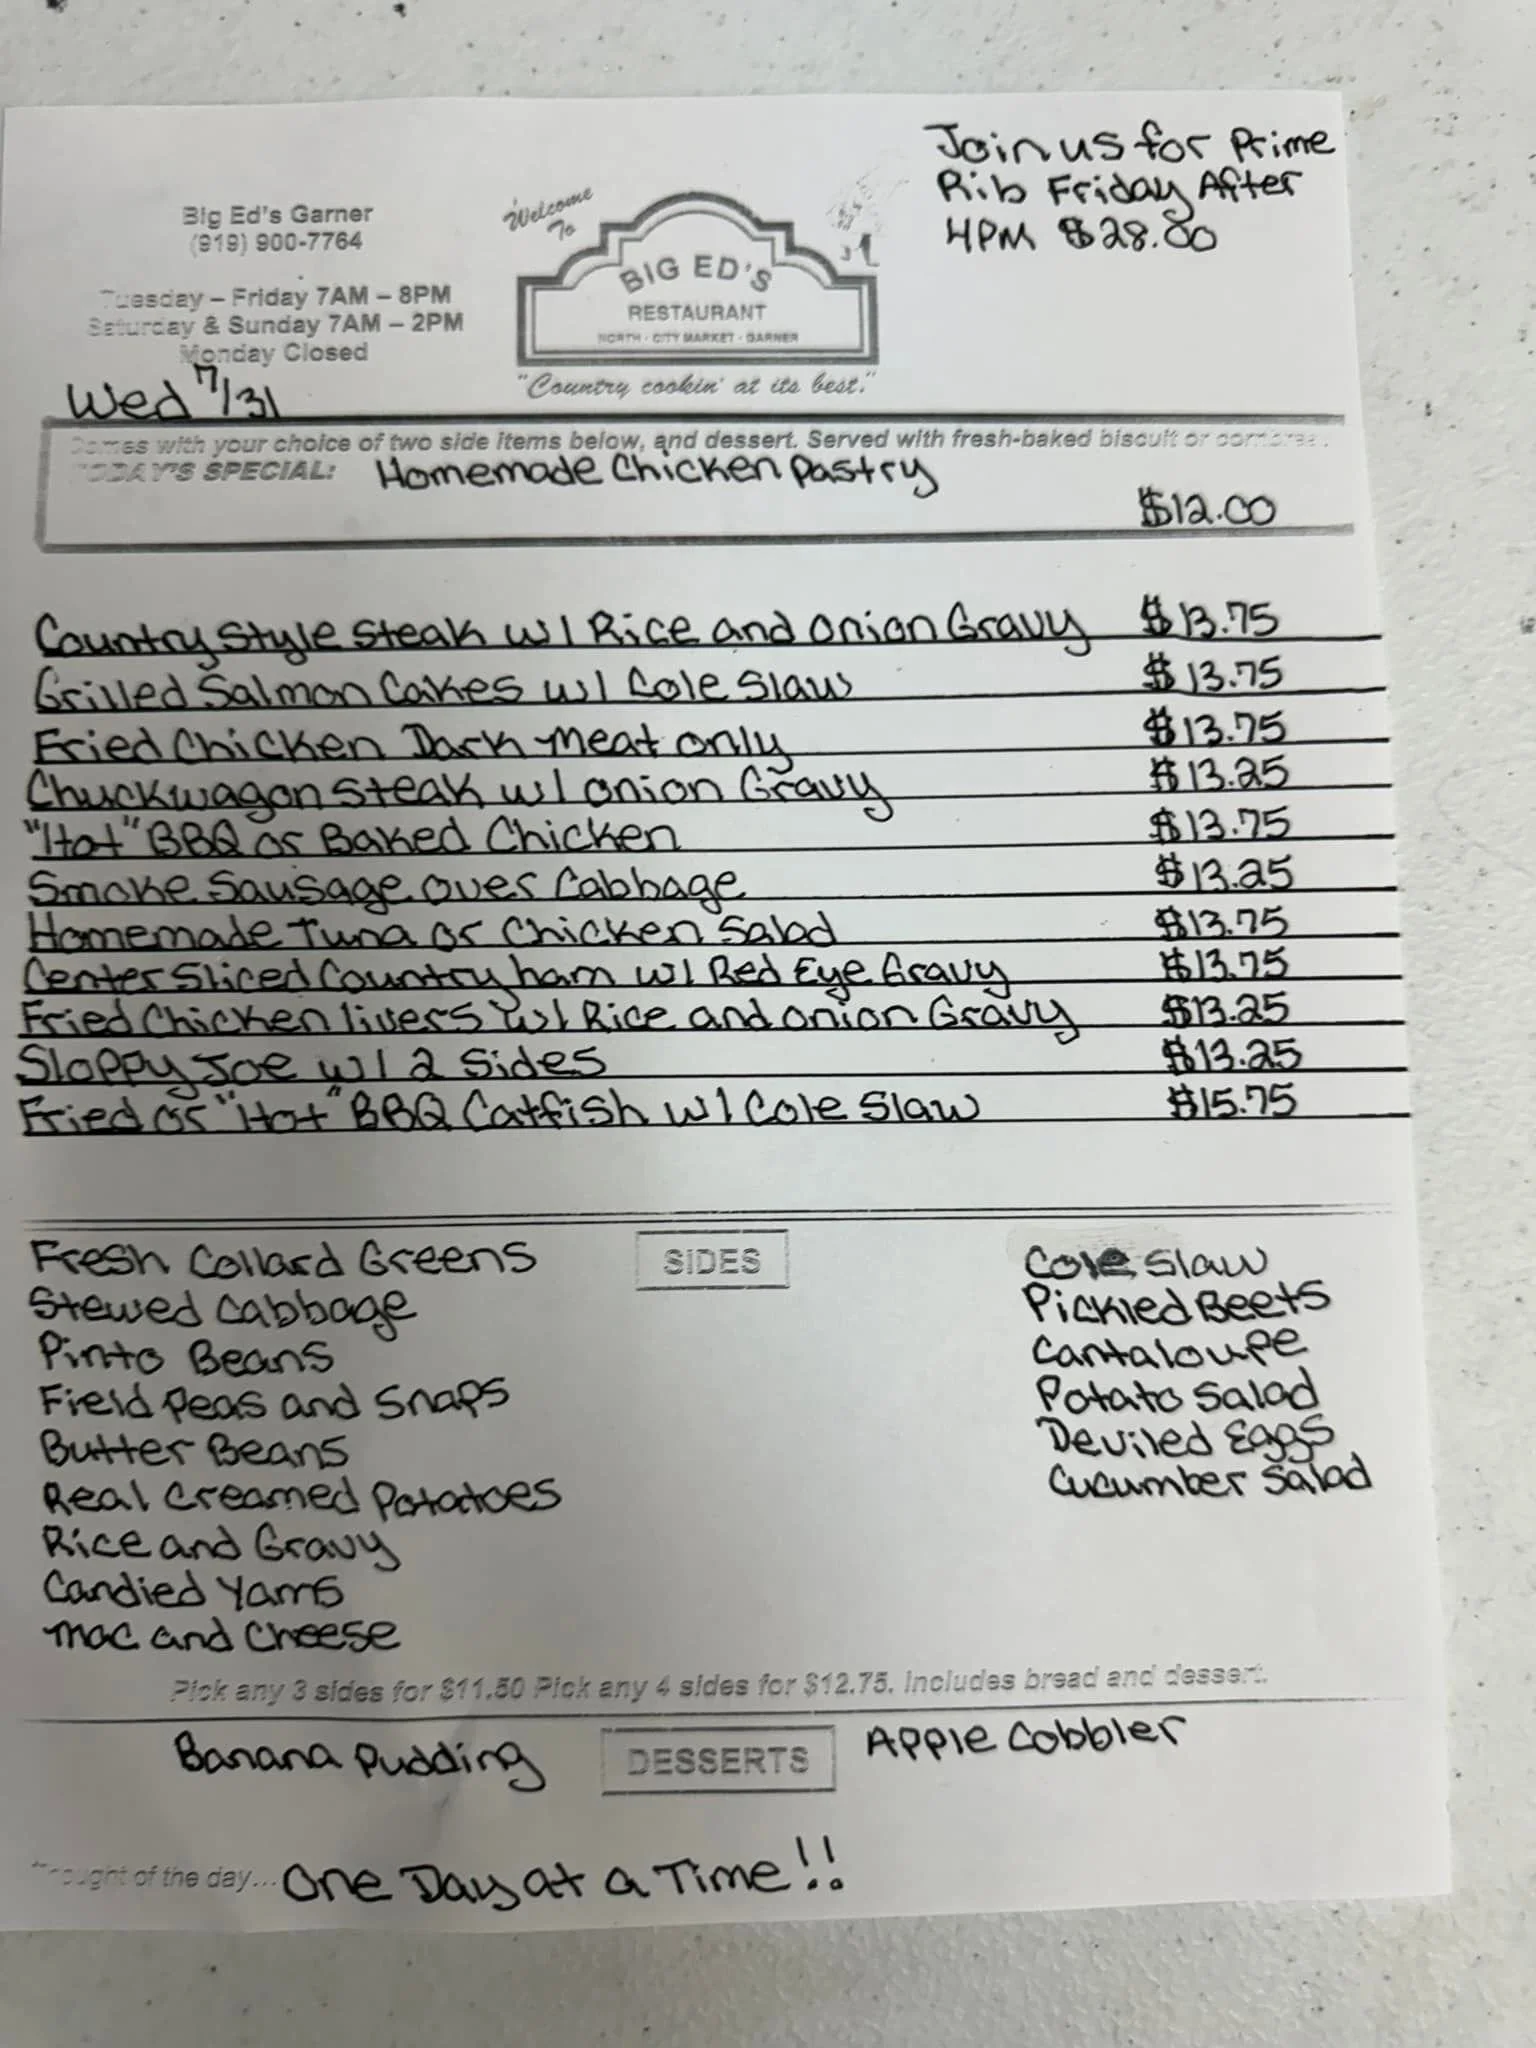 Join us for Prime
Rib Friday After
4PM $28.00
Big Ed's Garner
(919) 900-7764
Tuesday – Friday 7AM – 8PM
Saturday & Sunday 7AM – 2PM
Monday Closed
Welcome
To
BIG ED'S
RESTAURANT
NORTH - CITY MARKET - GARNER
"Country cookin' at its best."
Wed 7/31
Comes with your choice of two side items below, and dessert. Served with fresh-baked biscuit or cornbread.
TODAY'S SPECIAL: Homemade Chicken Pastry
$12.00
Country Style Steak w/ Rice and Onion Gravy $13.75
Grilled Salmon Cakes w/ Cole Slaw $13.75
Fried Chicken Dark meat only $13.75
Chuckwagon Steak w/ onion Gravy $13.25
"Hot" BBQ or Baked Chicken $13.75
Smoke Sausage over Cabbage $13.25
Homemade Tuna or Chicken Salad $13.75
Center Sliced Country ham w/ Red Eye Gravy $13.75
Fried Chicken livers w/ Rice and onion Gravy $13.25
Sloppy Joe w/ 2 Sides $13.25
Fried or "Hot" BBQ Catfish w/ Cole Slaw $15.75
SIDES
Fresh Collard Greens
Stewed Cabbage
Pinto Beans
Field Peas and Snaps
Butter Beans
Real Creamed Potatoes
Rice and Gravy
Candied Yams
Mac and Cheese
Cole Slaw
Pickled Beets
Cantaloupe
Potato Salad
Deviled Eggs
Cucumber Salad
Pick any 3 sides for $11.50 Pick any 4 sides for $12.75. Includes bread and dessert.
Banana Pudding DESSERTS Apple Cobbler
Thought of the day... One Day at a Time!!